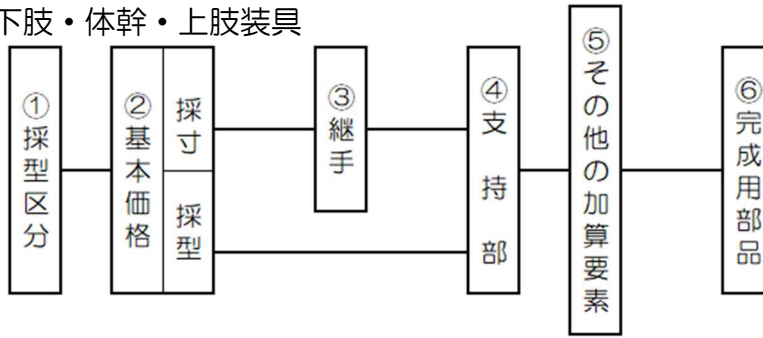 下肢・体幹・上肢装具
①採型区分
②基本価格
採寸
採型
③継手
④支持部
⑤その他の加算要素
⑥完成用部品